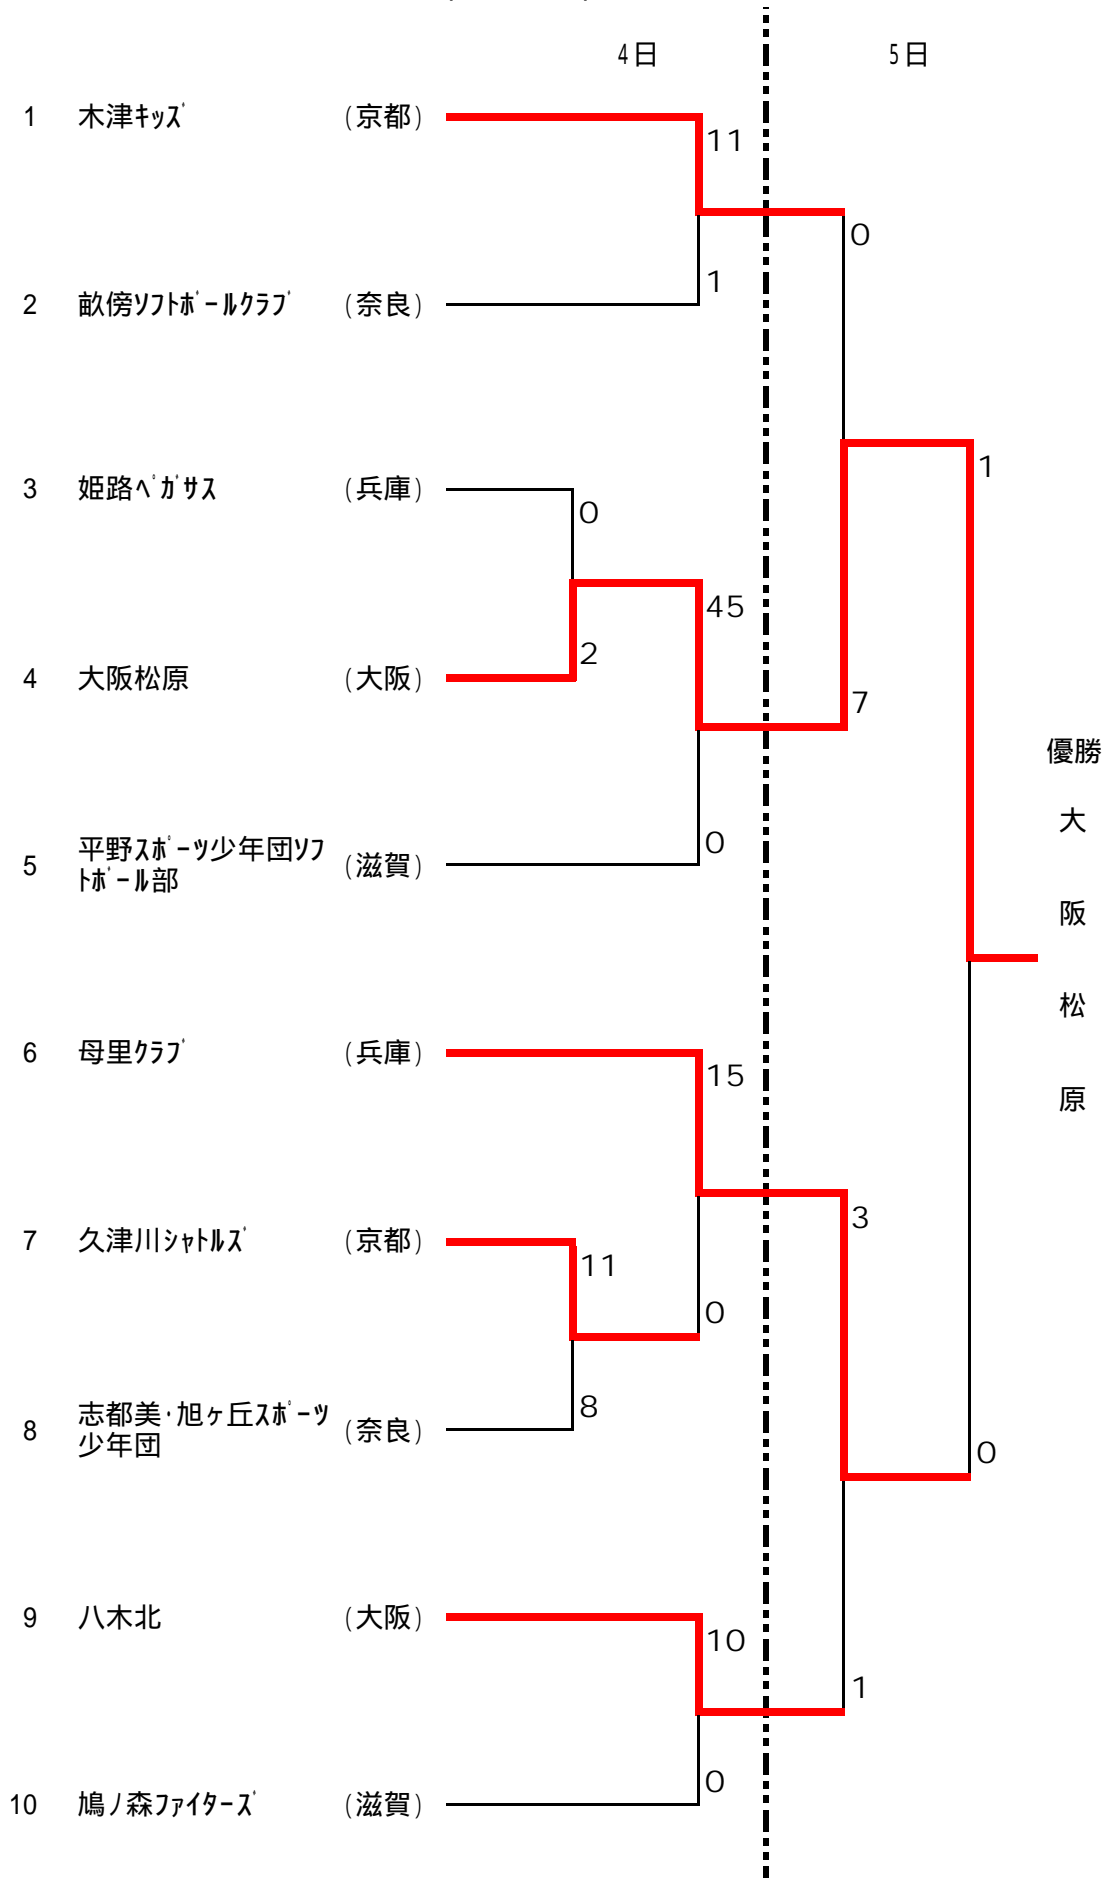 4日 5日
1 木津ｷｯｽﾞ (京都)
11
0
1
2 畝傍ｿﾌﾄﾎﾞｰﾙｸﾗﾌﾞ (奈良)
3 姫路ﾍﾟｶﾞｻｽ (兵庫)
1
0
45
2
4 大阪松原 (大阪)
7
優勝
大
阪
松
原
0
5 平野ｽﾎﾟｰﾂ少年団ｿﾌ
ﾄﾎﾞｰﾙ部 (滋賀)
6 母里ｸﾗﾌﾞ (兵庫)
15
3
7 久津川ｼｬﾄﾙｽﾞ (京都)
11
0
8
8 志都美･旭ヶ丘ｽﾎﾟｰﾂ
少年団 (奈良)
0
9 八木北 (大阪)
10
1
0
10 鳩ﾉ森ﾌｧｲﾀｰｽﾞ (滋賀)